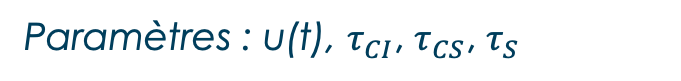 Paramètres : u(t), τ_CI, τ_CS, τ_S